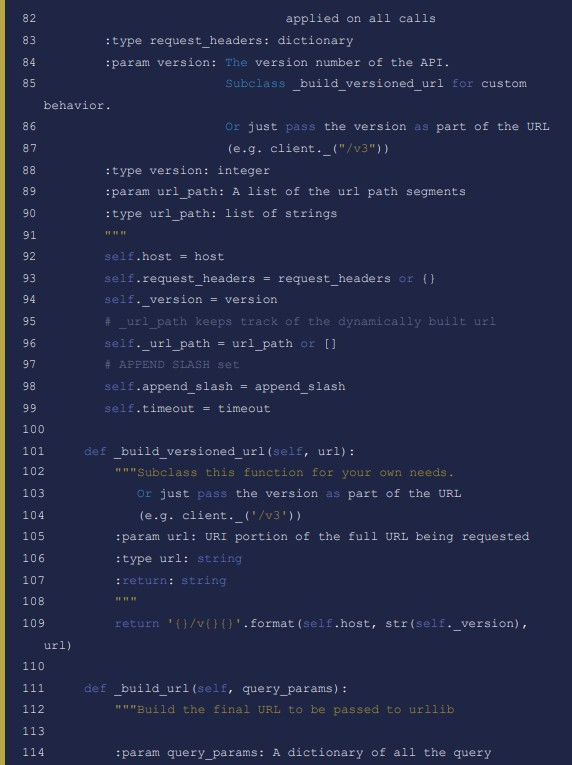 82                                applied on all calls
83        :type request_headers: dictionary
84        :param version: The version number of the API.
85                        Subclass _build_versioned_url for custom
behavior.
86                        Or just pass the version as part of the URL
87                        (e.g. client._("/v3"))
88        :type version: integer
89        :param url_path: A list of the url path segments
90        :type url_path: list of strings
91        """
92        self.host = host
93        self.request_headers = request_headers or {}
94        self._version = version
95        # _url_path keeps track of the dynamically built url
96        self._url_path = url_path or []
97        # APPEND SLASH set
98        self.append_slash = append_slash
99        self.timeout = timeout
100
101    def _build_versioned_url(self, url):
102        """Subclass this function for your own needs.
103           Or just pass the version as part of the URL
104           (e.g. client._('/v3'))
105        :param url: URI portion of the full URL being requested
106        :type url: string
107        :return: string
108        """
109        return '{}/v{}{}'.format(self.host, str(self._version),
url)
110
111    def _build_url(self, query_params):
112        """Build the final URL to be passed to urllib
113
114        :param query_params: A dictionary of all the query